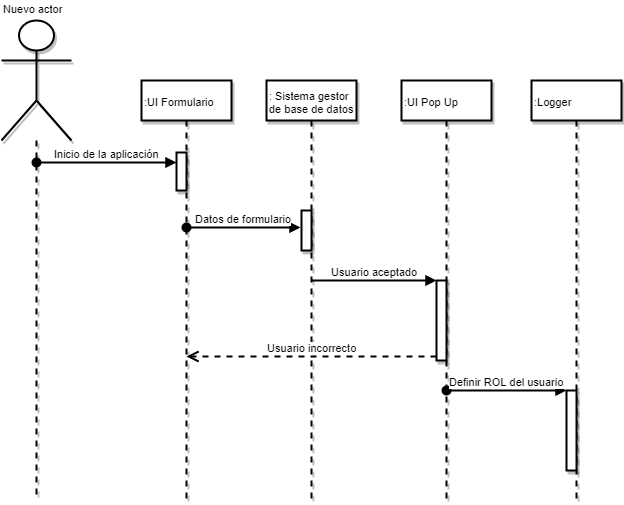 Nuevo actor
:UI Formulario
: Sistema gestor
de base de datos
:UI Pop Up
:Logger
Inicio de la aplicación
Datos de formulario
Usuario aceptado
Usuario incorrecto
Definir ROL del usuario